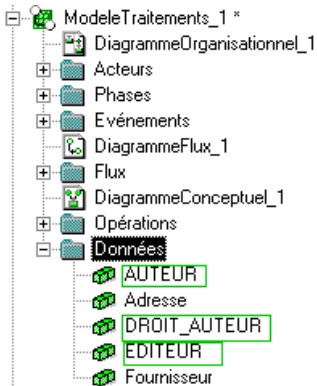 ModeleTraitements_1 *
DiagrammeOrganisationnel_1
Acteurs
Phases
Evénements
DiagrammeFlux_1
Flux
DiagrammeConceptuel_1
Opérations
Données
AUTEUR
Adresse
DROIT_AUTEUR
EDITEUR
Fournisseur